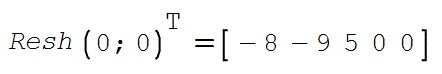 Resh(0; 0)ᵀ = [ -8 -9 5 0 0 ]